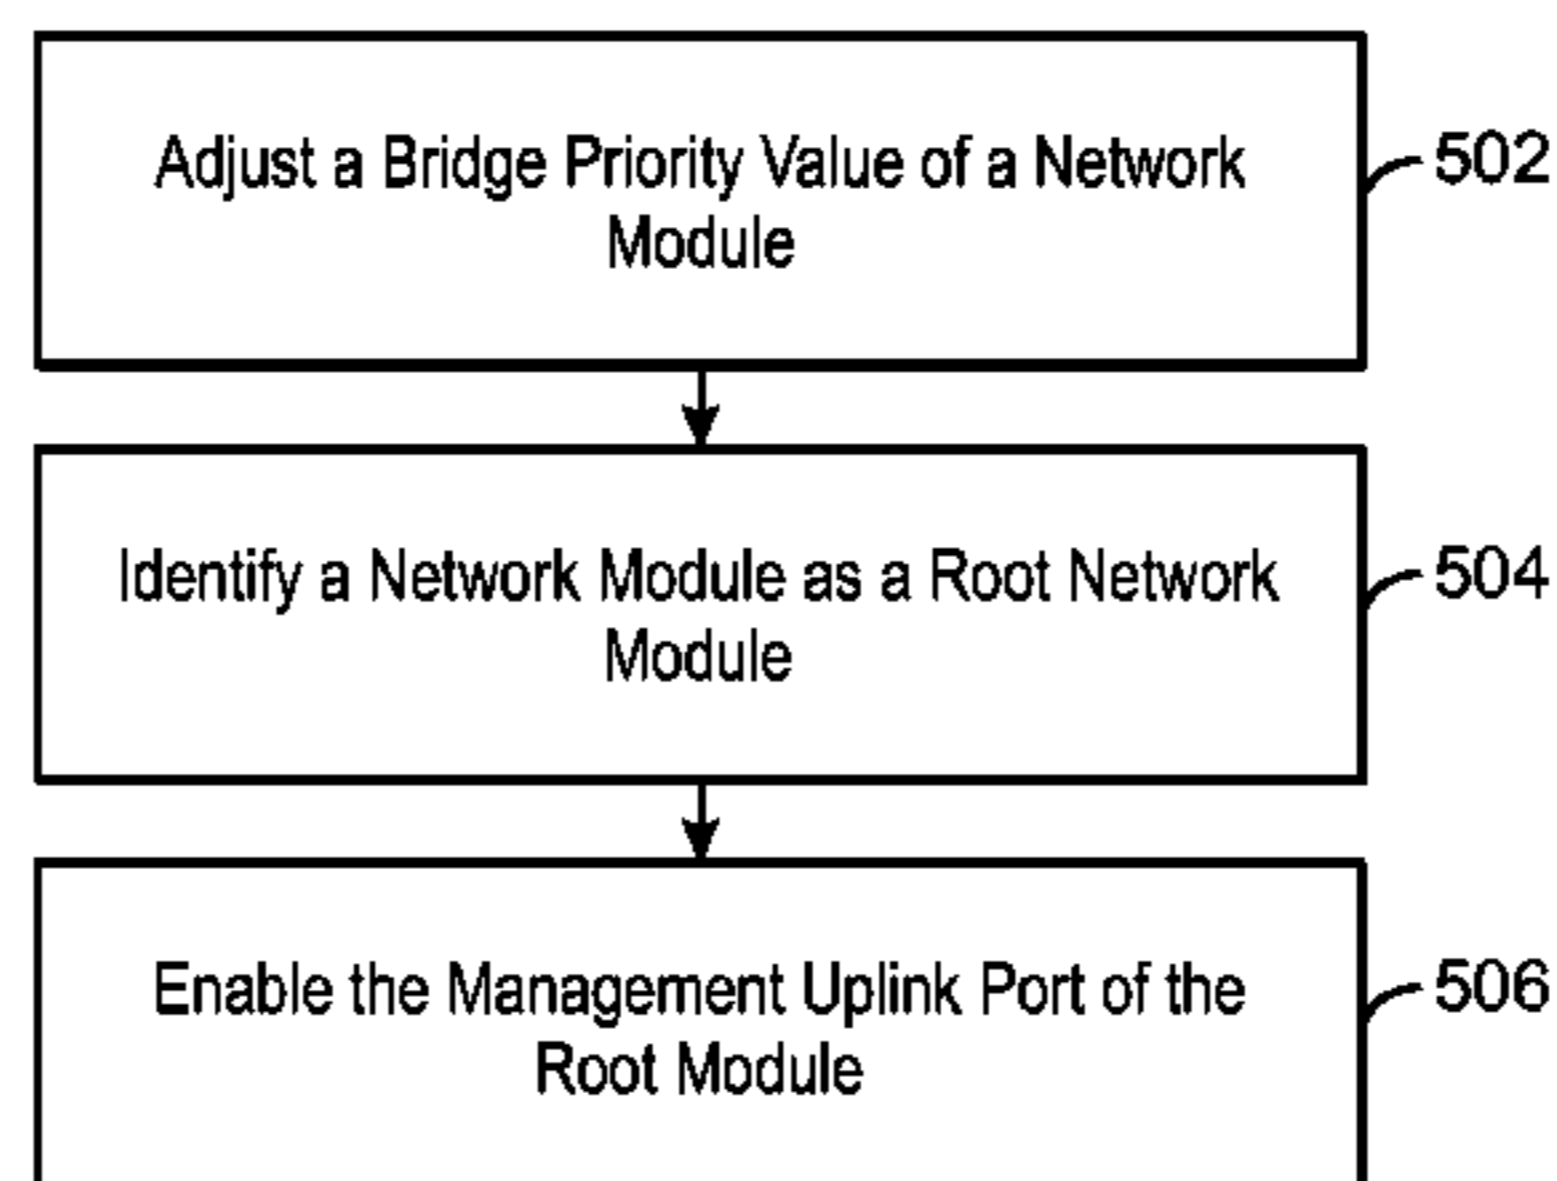 Adjust a Bridge Priority Value of a Network
Module
502
Identify a Network Module as a Root Network
Module
504
Enable the Management Uplink Port of the
Root Module
506